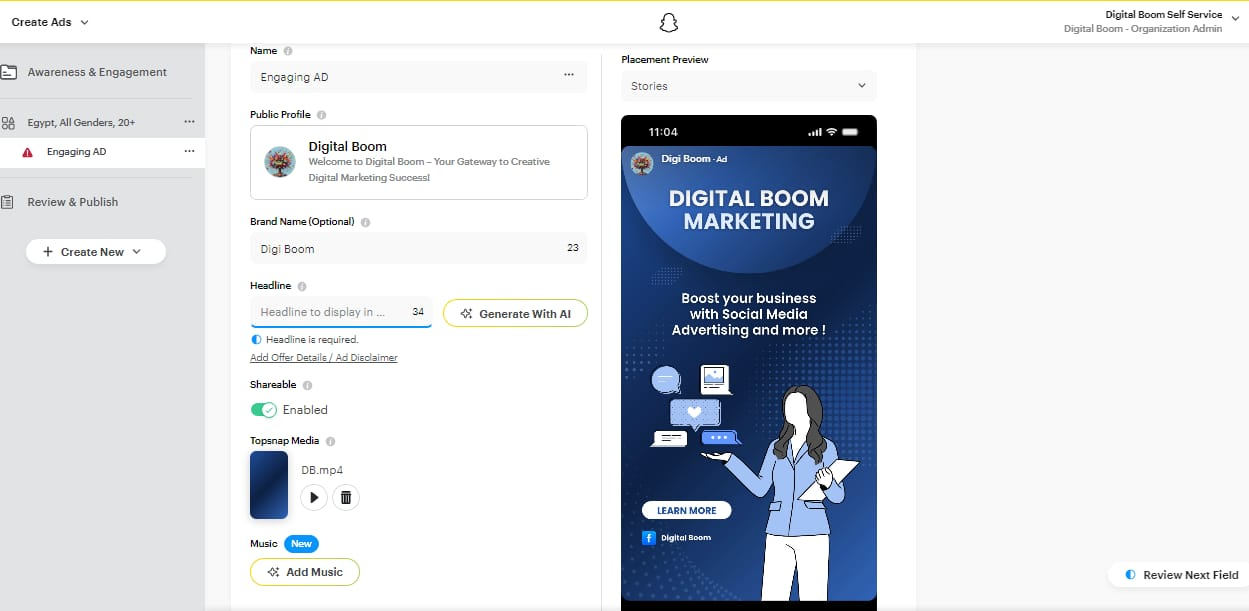 Create Ads
Digital Boom Self Service
Digital Boom - Organization Admin
Awareness & Engagement
Egypt, All Genders, 20+
Engaging AD
Review & Publish
+ Create New
Name
Engaging AD
Public Profile
Digital Boom
Welcome to Digital Boom – Your Gateway to Creative
Digital Marketing Success!
Brand Name (Optional)
Digi Boom 23
Headline
Headline to display in ... 34
Generate With AI
Headline is required.
Add Offer Details / Ad Disclaimer
Shareable
Enabled
Topsnap Media
DB.mp4
Music New
Add Music
Placement Preview
Stories
11:04
Digi Boom · Ad
DIGITAL BOOM
MARKETING
Boost your business
with Social Media
Advertising and more !
LEARN MORE
f Digital Boom
Review Next Field